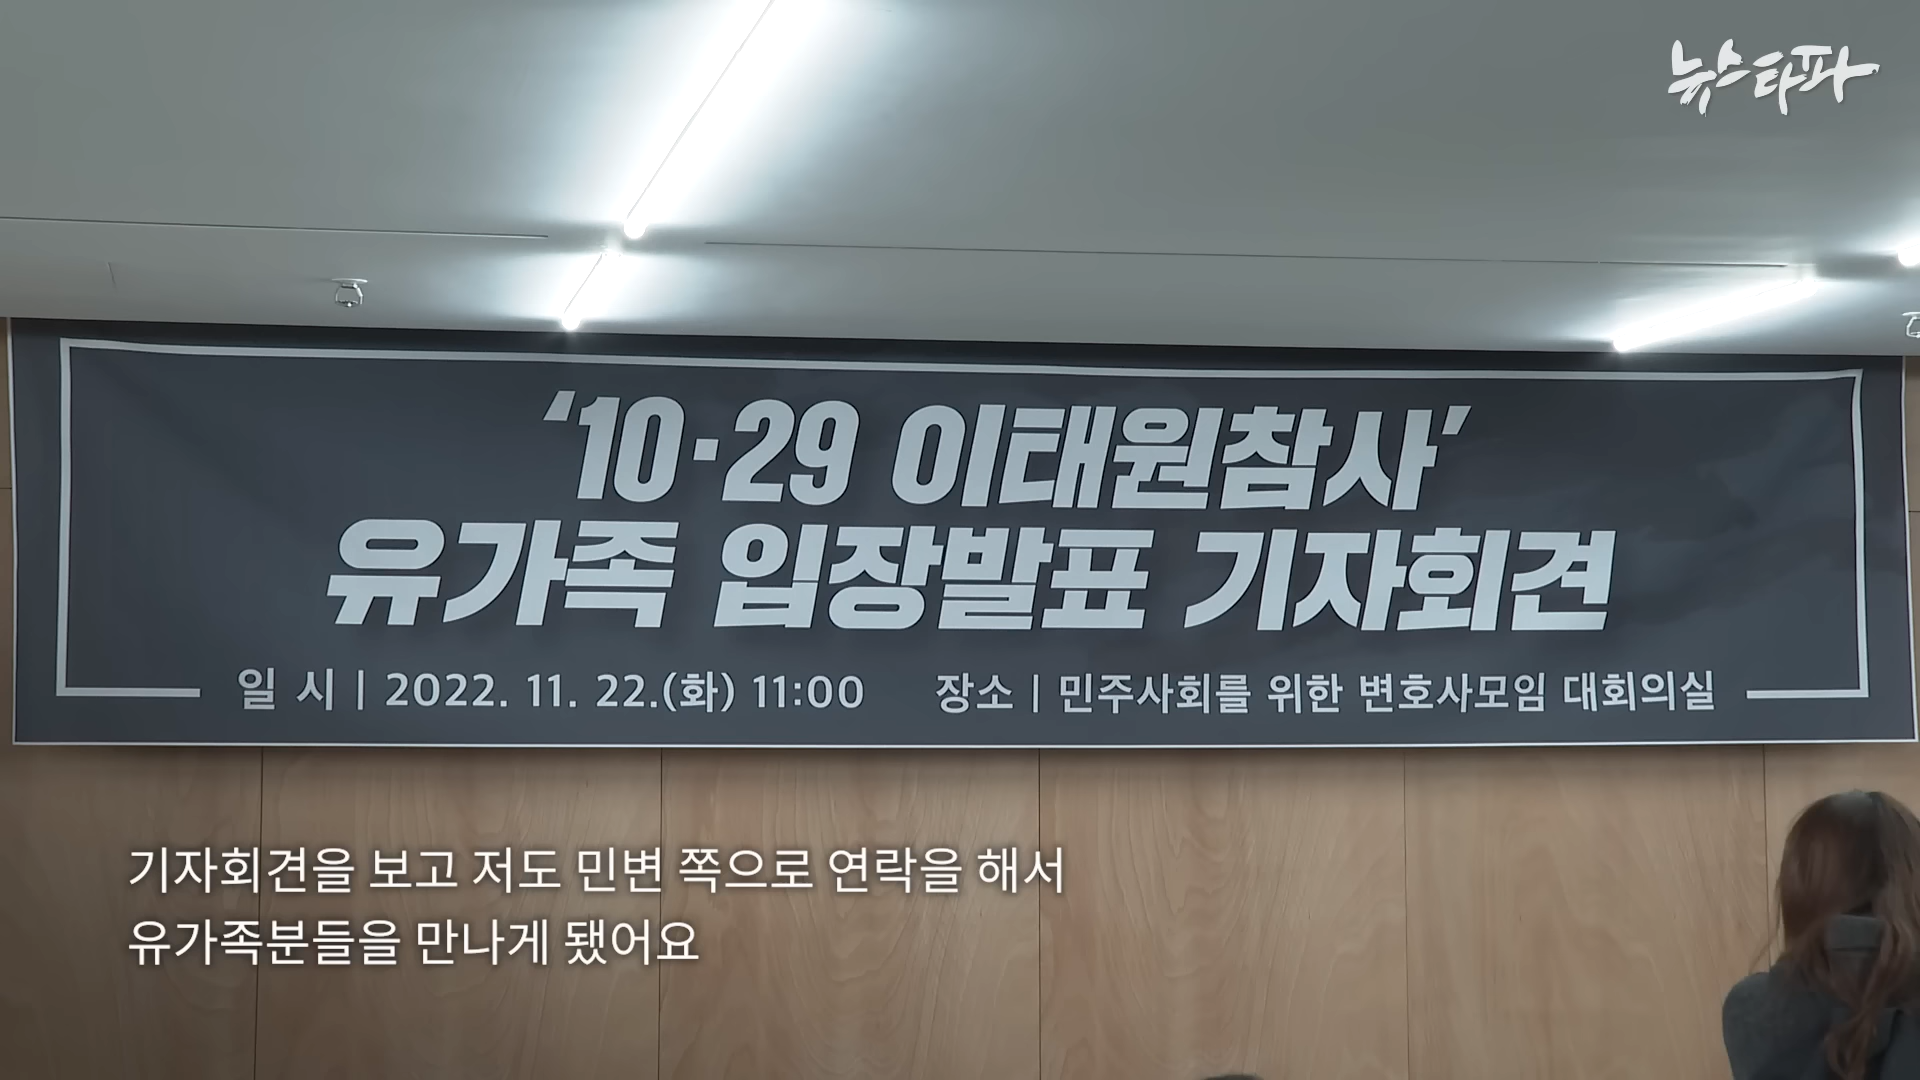 뉴스타파
'10·29 이태원참사'
유가족 입장발표 기자회견
일 시 | 2022. 11. 22.(화) 11:00 장소 | 민주사회를 위한 변호사모임 대회의실
기자회견을 보고 저도 민변 쪽으로 연락을 해서
유가족분들을 만나게 됐어요